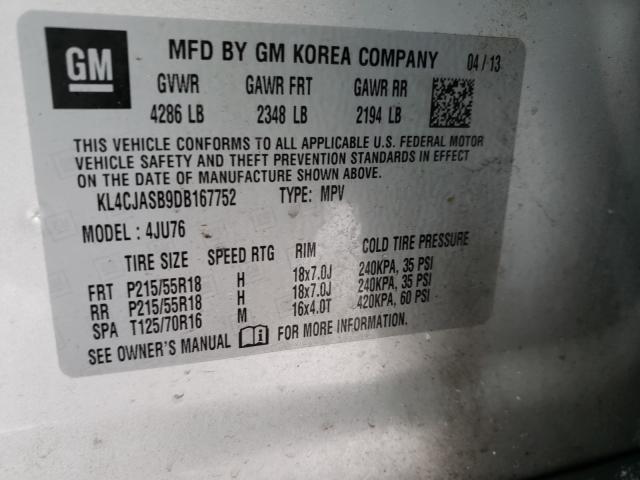 GM
MFD BY GM KOREA COMPANY 04 / 13
GVWR GAWR FRT GAWR RR
4286 LB 2348 LB 2194 LB
THIS VEHICLE CONFORMS TO ALL APPLICABLE U.S. FEDERAL MOTOR
VEHICLE SAFETY AND THEFT PREVENTION STANDARDS IN EFFECT
ON THE DATE OF MANUFACTURE SHOWN ABOVE.
KL4CJASB9DB167752 TYPE: MPV
MODEL : 4JU76
TIRE SIZE SPEED RTG RIM COLD TIRE PRESSURE
FRT P215/55R18 H 18x7.0J 240KPA, 35 PSI
RR P215/55R18 H 18x7.0J 240KPA, 35 PSI
SPA T125/70R16 M 16x4.0T 420KPA, 60 PSI
SEE OWNER'S MANUAL FOR MORE INFORMATION.